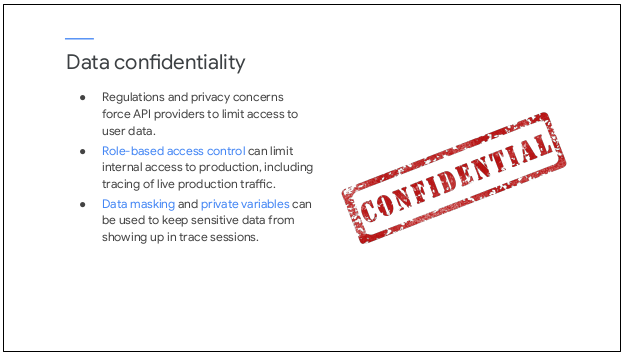 Data confidentiality
● Regulations and privacy concerns
force API providers to limit access to
user data.
● Role-based access control can limit
internal access to production, including
tracing of live production traffic.
● Data masking and private variables can
be used to keep sensitive data from
showing up in trace sessions.
CONFIDENTIAL